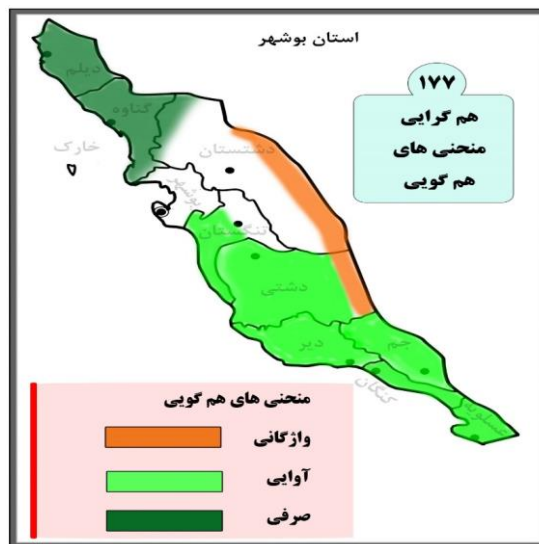 استان بوشهر
۱۷۷
هم گرایی
منحنی های
هم گویی
دیلم
گناوه
خارک
دشتستان
بوشهر
تنگستان
دشتی
دیر
جم
کنگان
عسلویه
منحنی های هم گویی
واژگانی
آوایی
صرفی